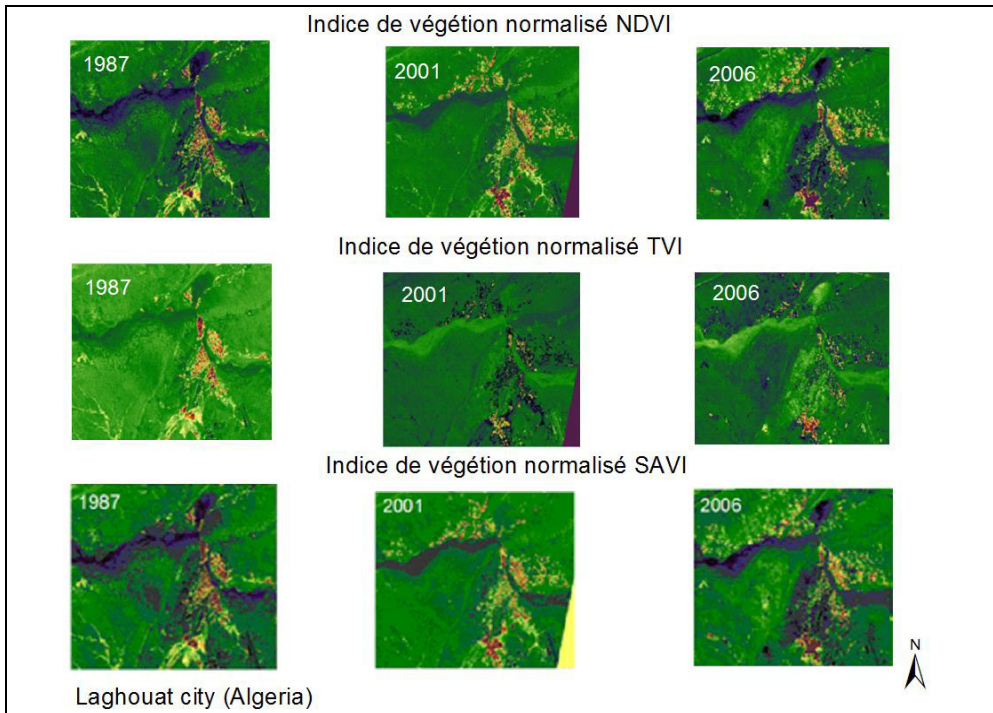 Indice de végétion normalisé NDVI
1987
2001
2006
Indice de végétion normalisé TVI
1987
2001
2006
Indice de végétion normalisé SAVI
1987
2001
2006
N
Laghouat city (Algeria)